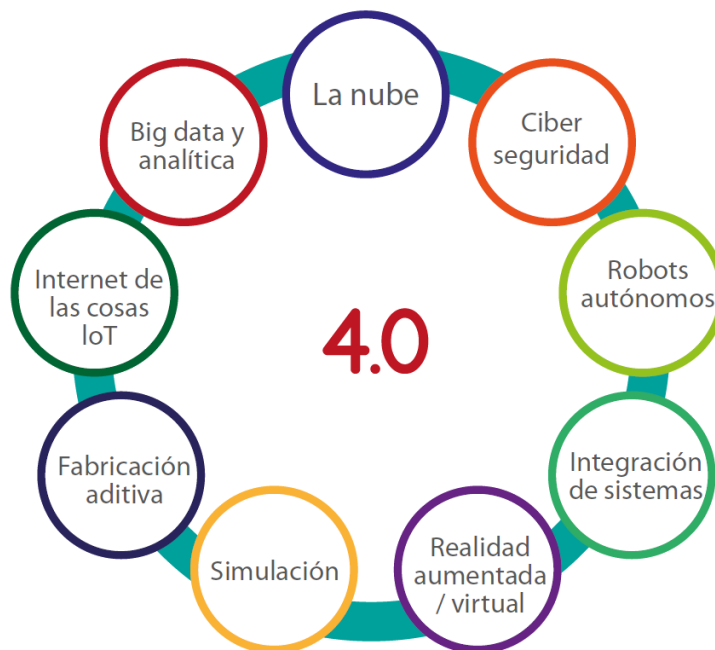 La nube
Ciber
seguridad
Robots
autónomos
Integración
de sistemas
Realidad
aumentada
/ virtual
Simulación
Fabricación
aditiva
Internet de
las cosas
IoT
Big data y
analítica
4.0